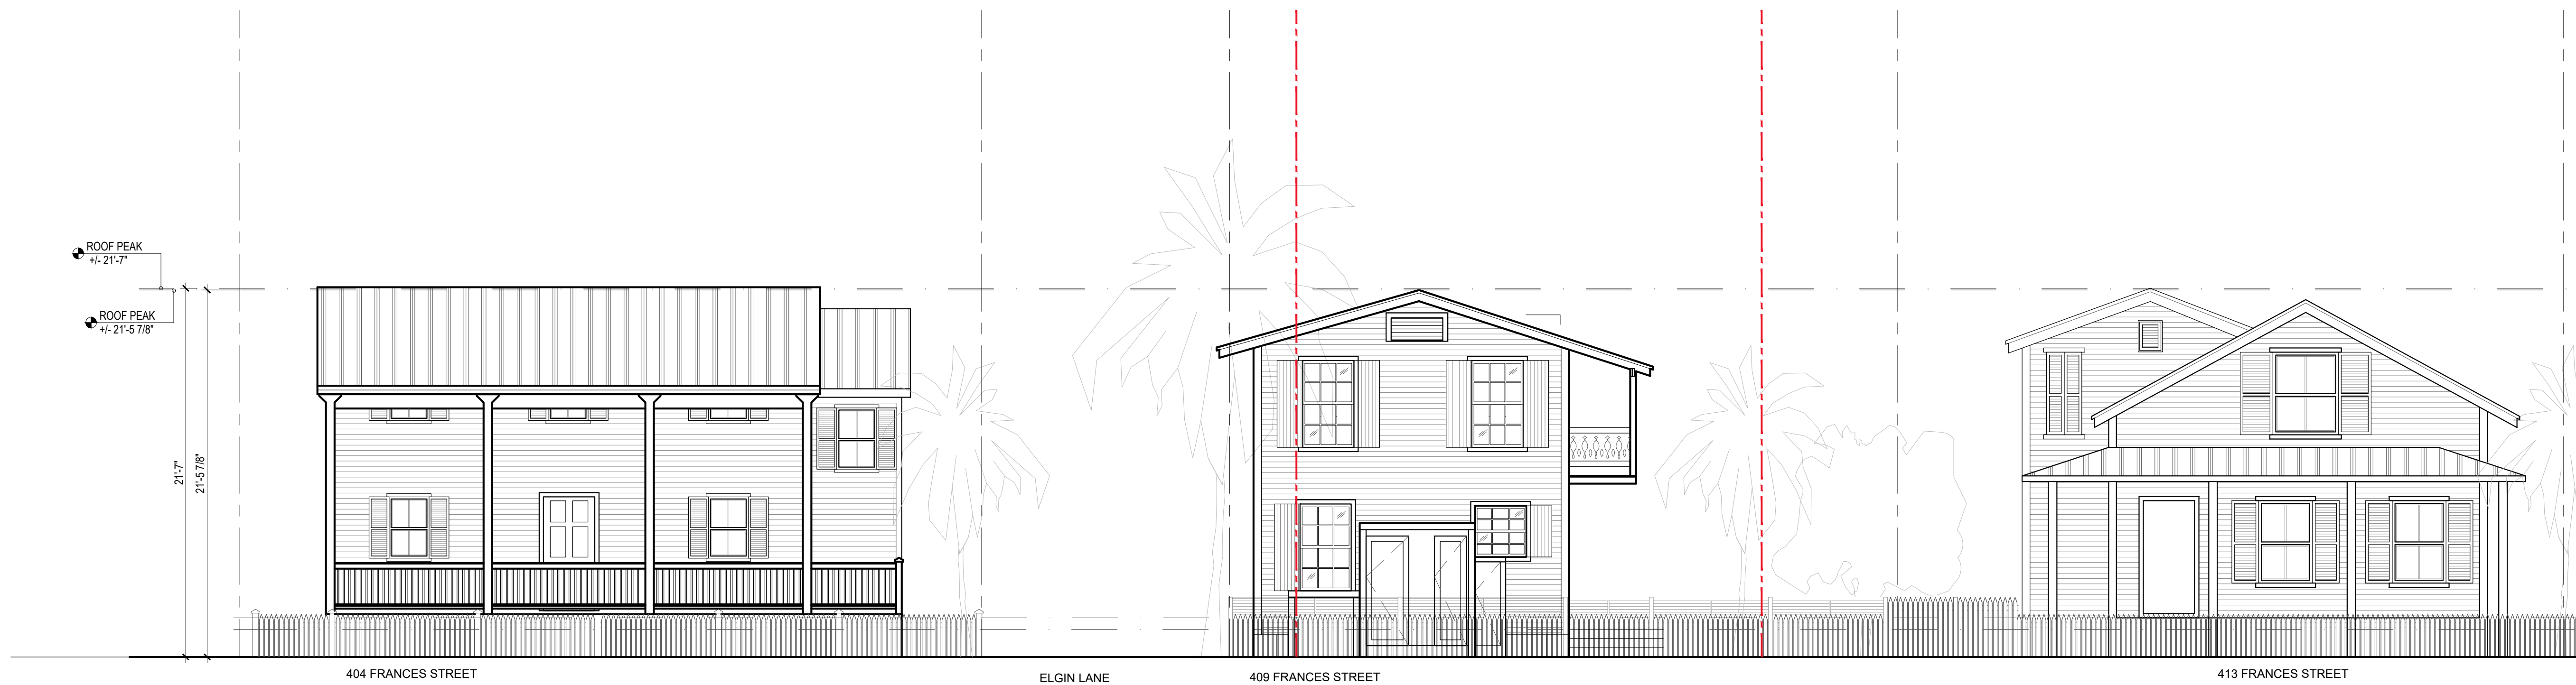 ROOF PEAK
+/- 21'-7"
ROOF PEAK
+/- 21'-5 7/8"
21'-7"
21'-5 7/8"
404 FRANCES STREET
ELGIN LANE
409 FRANCES STREET
413 FRANCES STREET